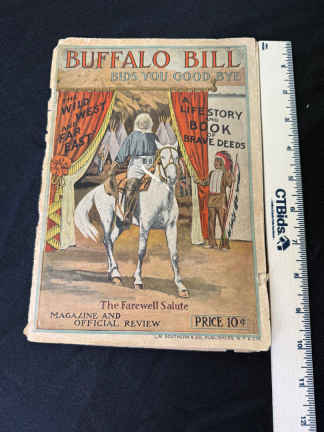 BUFFALO BILL
BIDS YOU GOOD BYE
THE
WILD
WEST
AND
FAR
EAST
A
LIFE STORY
AND
BOOK
OF
BRAVE DEEDS
The Farewell Salute
MAGAZINE AND
OFFICIAL REVIEW
PRICE 10¢
CTBids